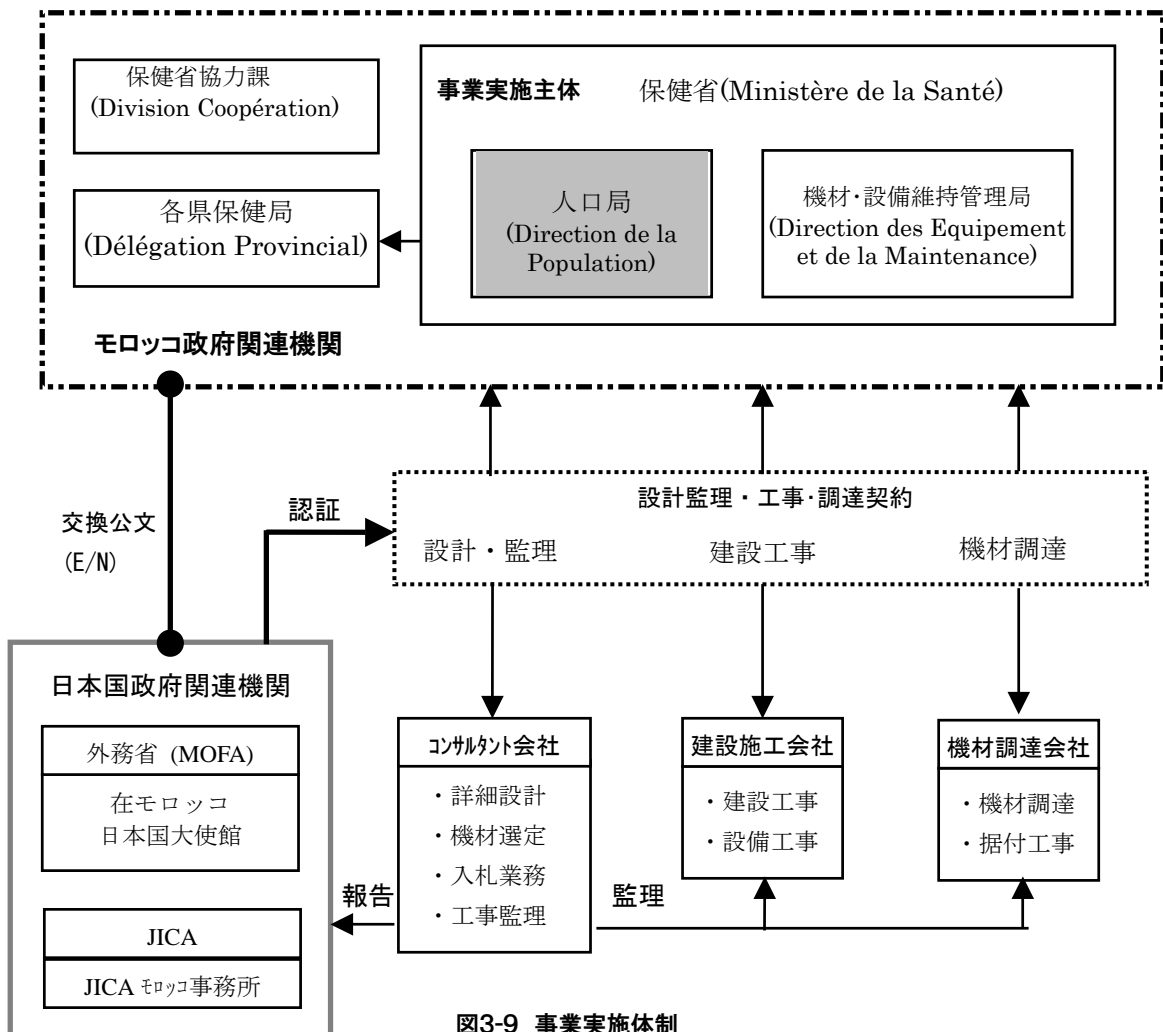 保健省協力課
(Division Coopération)
事業実施主体
保健省(Ministère de la Santé)
各県保健局
(Délégation Provincial)
人口局
(Direction de la
Population)
機材・設備維持管理局
(Direction des Equipement
et de la Maintenance)
モロッコ政府関連機関
交換公文
(E/N)
認証
設計監理・工事・調達契約
設計・監理
建設工事
機材調達
日本国政府関連機関
外務省 (MOFA)
在モロッコ
日本国大使館
JICA
JICA ﾓﾛｯｺ事務所
報告
ｺﾝｻﾙﾀﾝﾄ会社
・詳細設計
・機材選定
・入札業務
・工事監理
監理
建設施工会社
・建設工事
・設備工事
機材調達会社
・機材調達
・据付工事
図3-9 事業実施体制